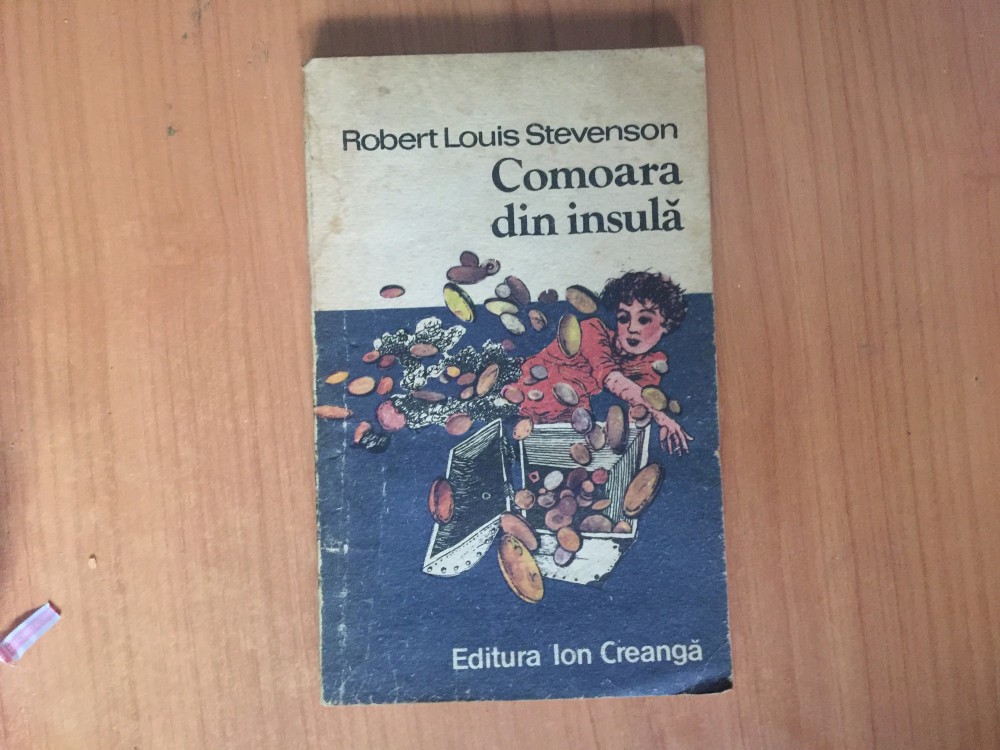 Robert Louis Stevenson
Comoara
din insulă
Editura Ion Creangă